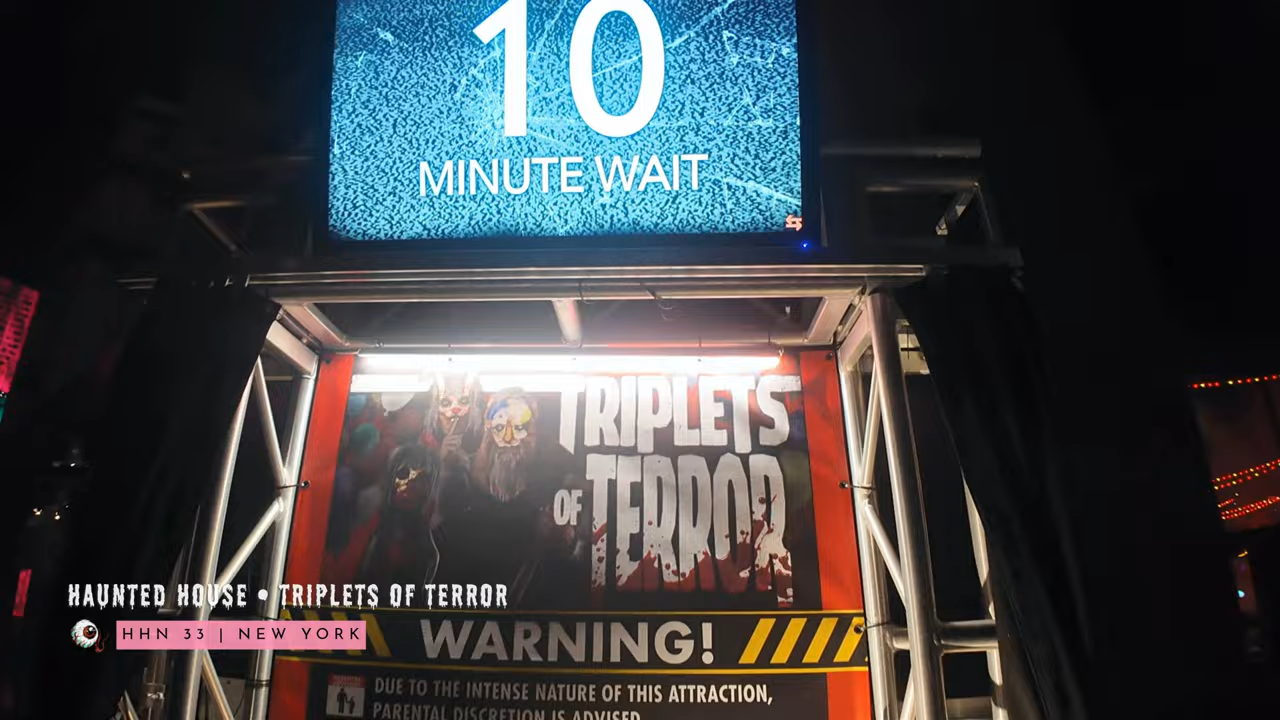 10
MINUTE WAIT
TRIPLETS
OF TERROR
HAUNTED HOUSE • TRIPLETS OF TERROR
HHN 33 | NEW YORK
WARNING!
DUE TO THE INTENSE NATURE OF THIS ATTRACTION,
PARENTAL DISCRETION IS ADVISED